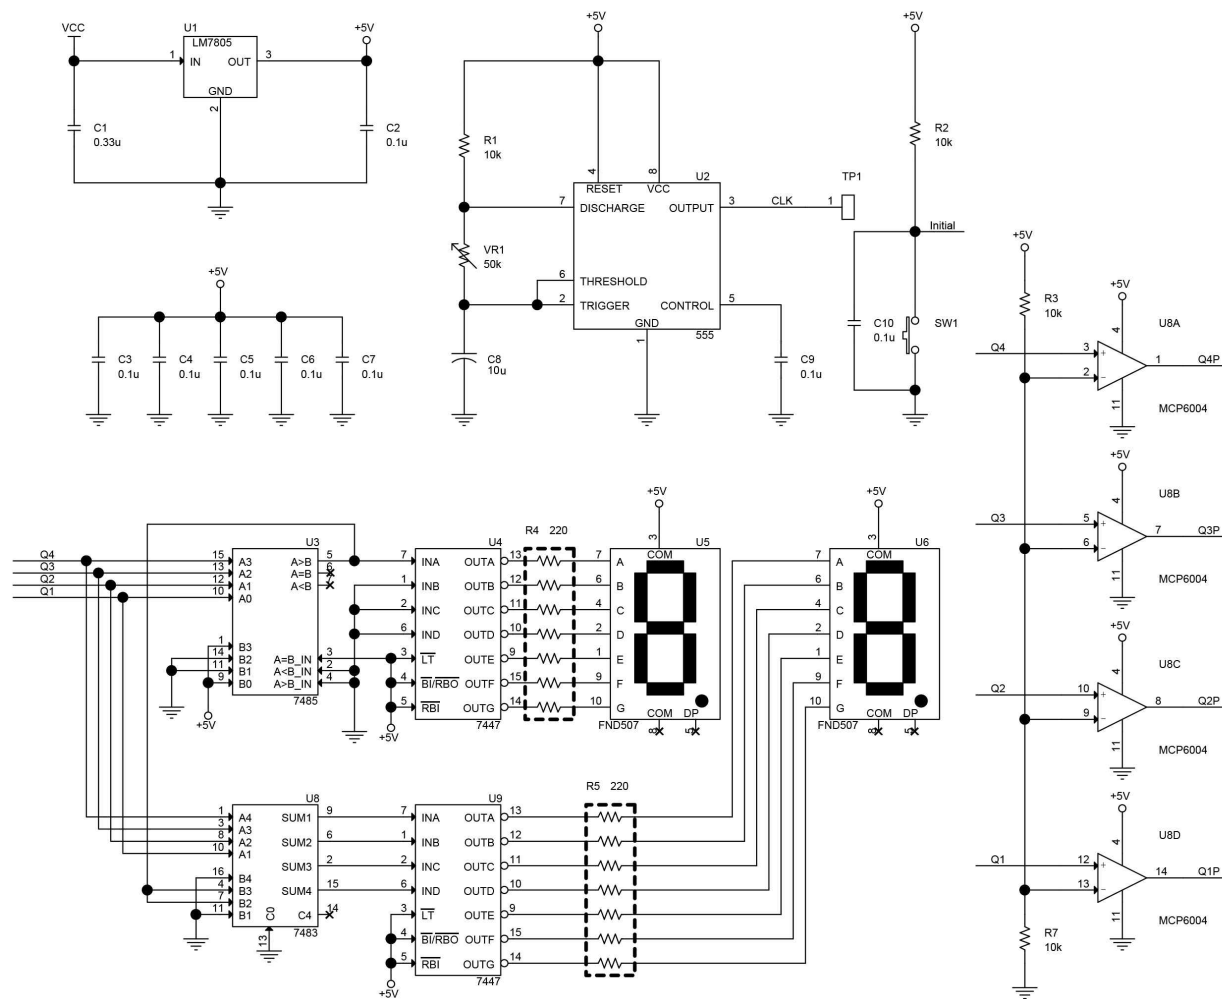 VCC
U1
LM7805
+5V
1
IN
OUT
3
GND
2
C1
0.33u
C2
0.1u
+5V
C3
0.1u
C4
0.1u
C5
0.1u
C6
0.1u
C7
0.1u
+5V
R1
10k
4
8
U2
RESET
VCC
7
DISCHARGE
OUTPUT
3
CLK
TP1
1
VR1
50k
6
THRESHOLD
2
TRIGGER
CONTROL
5
GND
1
555
C8
10u
C9
0.1u
+5V
R2
10k
Initial
C10
0.1u
SW1
+5V
R3
10k
+5V
U8A
4
Q4
3
+
2
−
1
Q4P
11
MCP6004
+5V
U8B
4
Q3
5
+
6
−
7
Q3P
11
MCP6004
+5V
U8C
4
Q2
10
+
9
−
8
Q2P
11
MCP6004
+5V
U8D
4
Q1
12
+
13
−
14
Q1P
11
MCP6004
R7
10k
Q4
Q3
Q2
Q1
U3
15
A3
13
A2
12
A1
10
A0
A>B
5
A=B
6
A<B
7
1
B3
14
B2
11
B1
9
B0
A=B_IN
3
A<B_IN
2
A>B_IN
4
7485
+5V
U4
7
INA
1
INB
2
INC
6
IND
3
LT
4
BI/RBO
5
RBI
OUTA
13
OUTB
12
OUTC
11
OUTD
10
OUTE
9
OUTF
15
OUTG
14
7447
+5V
R4 220
+5V
3
COM
U5
7
A
6
B
4
C
2
D
1
E
9
F
10
G
COM
DP
FND507
8
5
+5V
3
COM
U6
7
A
6
B
4
C
2
D
1
E
9
F
10
G
COM
DP
FND507
8
5
U8
1
A4
3
A3
8
A2
10
A1
SUM1
9
SUM2
6
SUM3
2
SUM4
15
16
B4
4
B3
7
B2
11
B1
C0
C4
14
13
7483
U9
7
INA
1
INB
2
INC
6
IND
3
LT
4
BI/RBO
5
RBI
OUTA
13
OUTB
12
OUTC
11
OUTD
10
OUTE
9
OUTF
15
OUTG
14
7447
+5V
R5 220